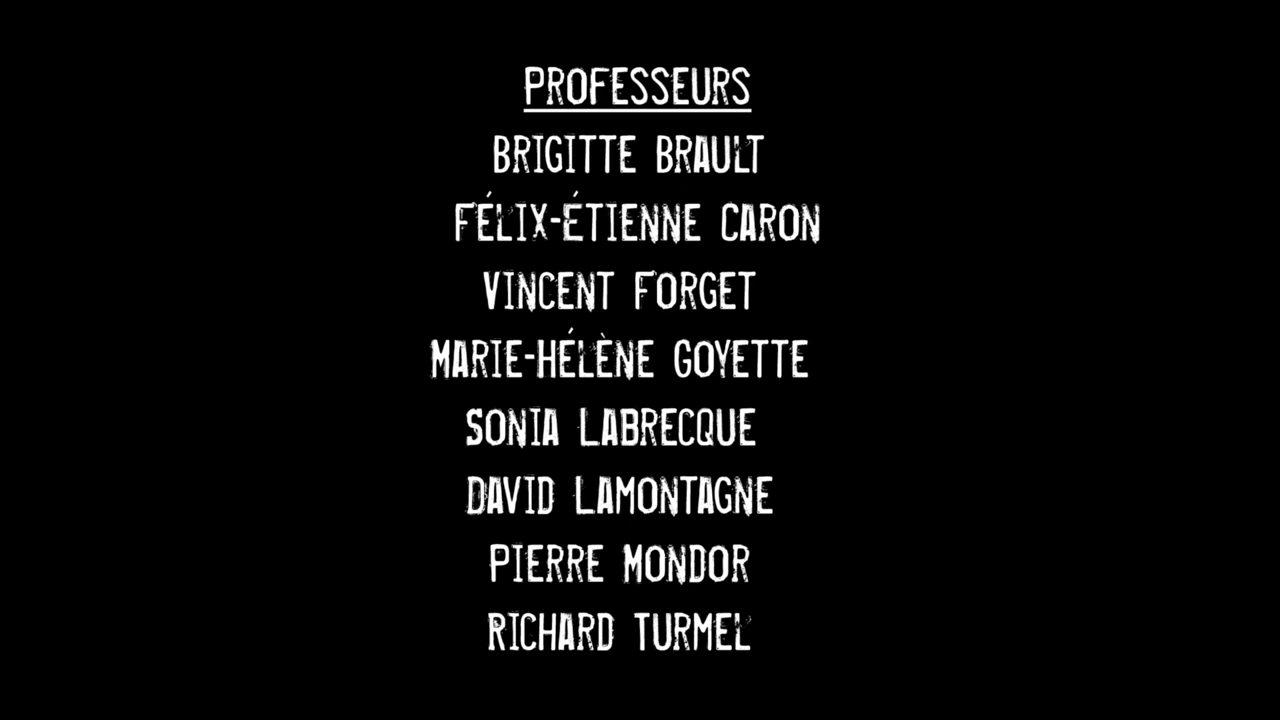 PROFESSEURS
BRIGITTE BRAULT
FÉLIX-ÉTIENNE CARON
VINCENT FORGET
MARIE-HÉLÈNE GOYETTE
SONIA LABRECQUE
DAVID LAMONTAGNE
PIERRE MONDOR
RICHARD TURMEL